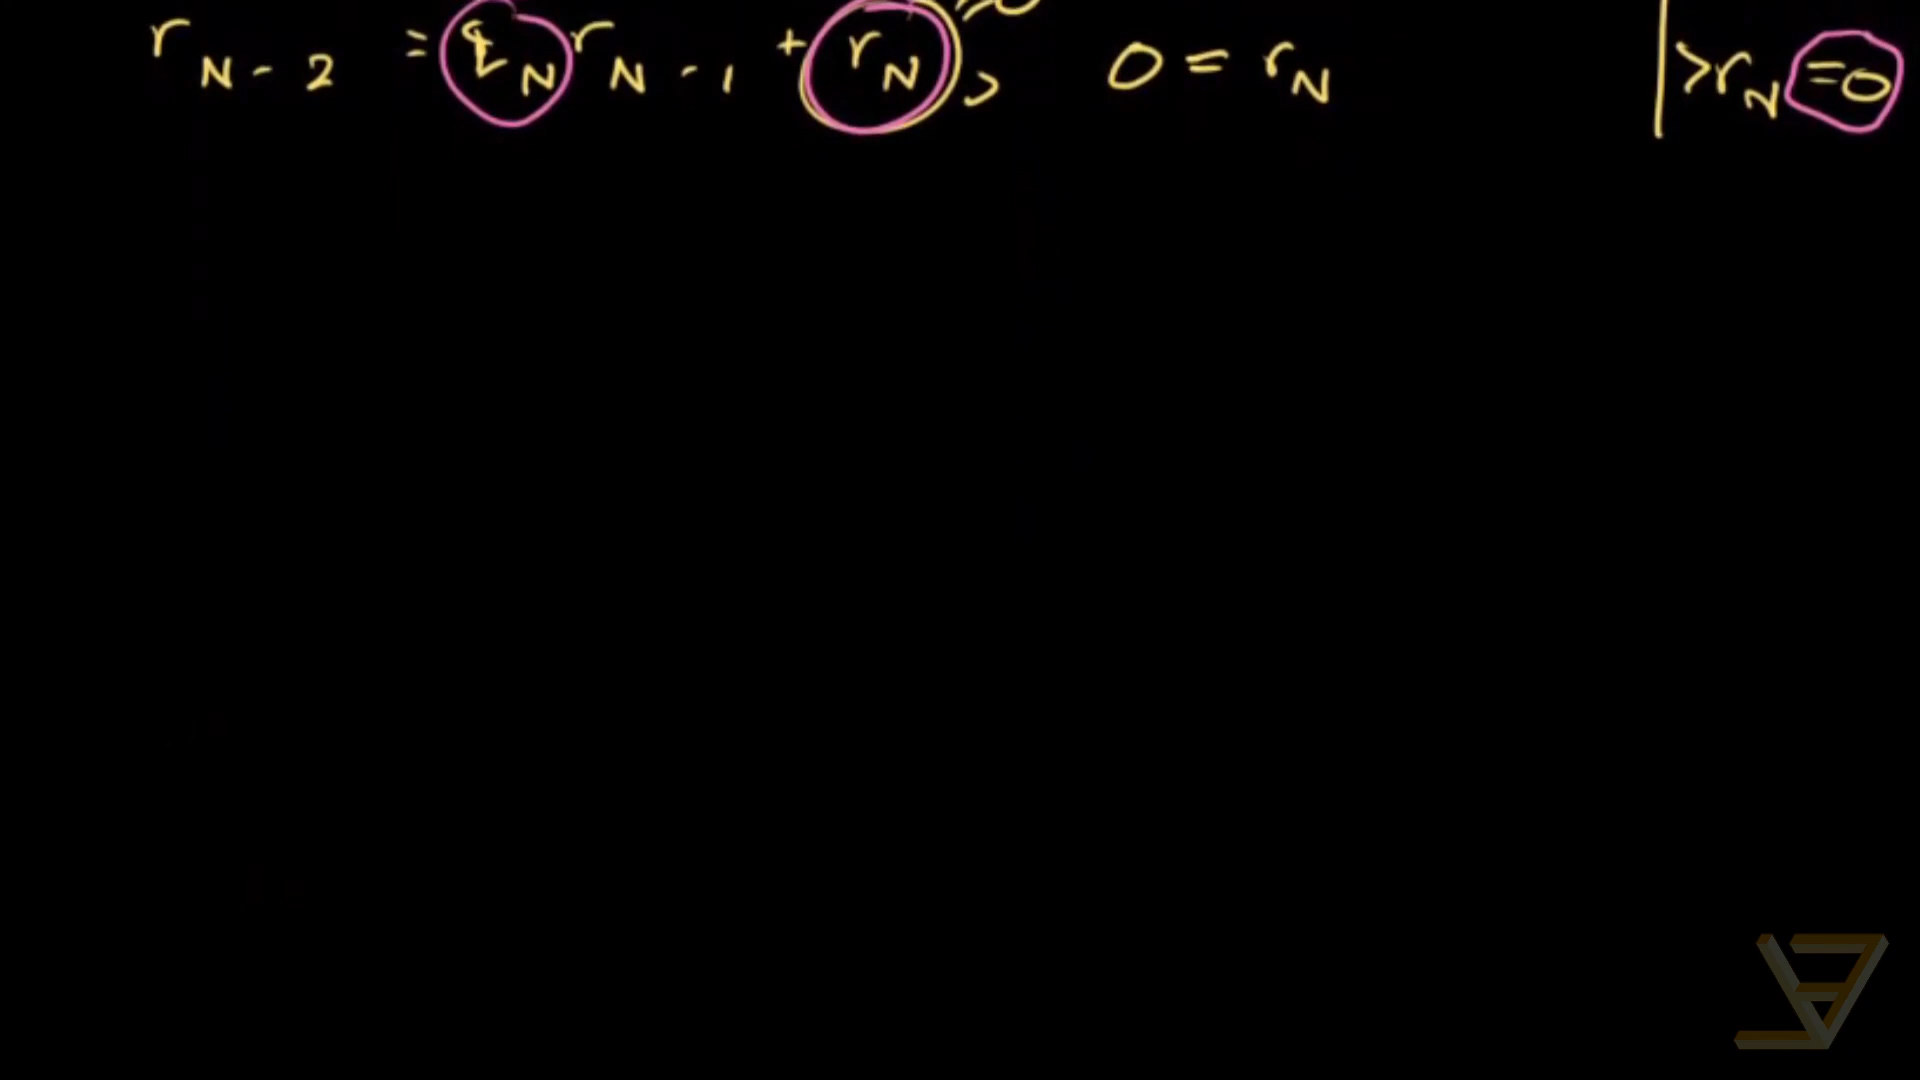 r_{N-2} = q_N r_{N-1} + r_N, 0 = r_N | > r_N = 0